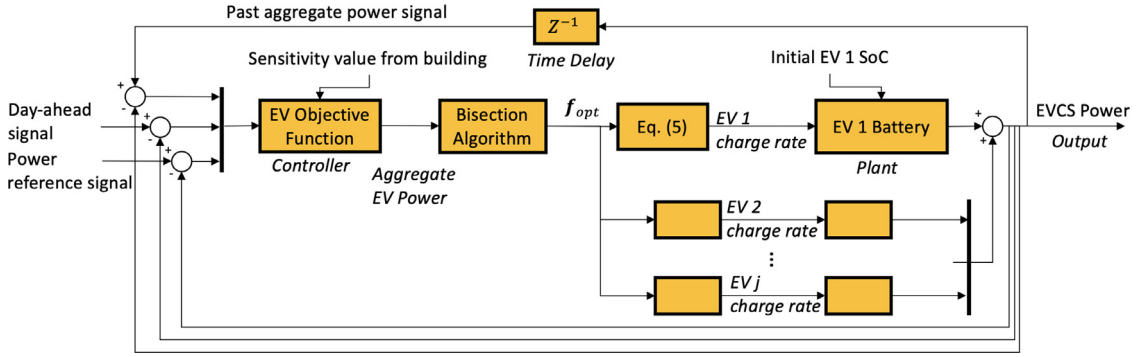 Past aggregate power signal
Z⁻¹
Time Delay
Sensitivity value from building
Initial EV 1 SoC
+
-
Day-ahead
signal
+
-
Power
reference signal
+
-
EV Objective
Function
Controller
Bisection
Algorithm
Aggregate
EV Power
f_opt
Eq. (5)
EV 1
charge rate
EV 1 Battery
Plant
+
+
EVCS Power
Output
EV 2
charge rate
⋮
EV j
charge rate